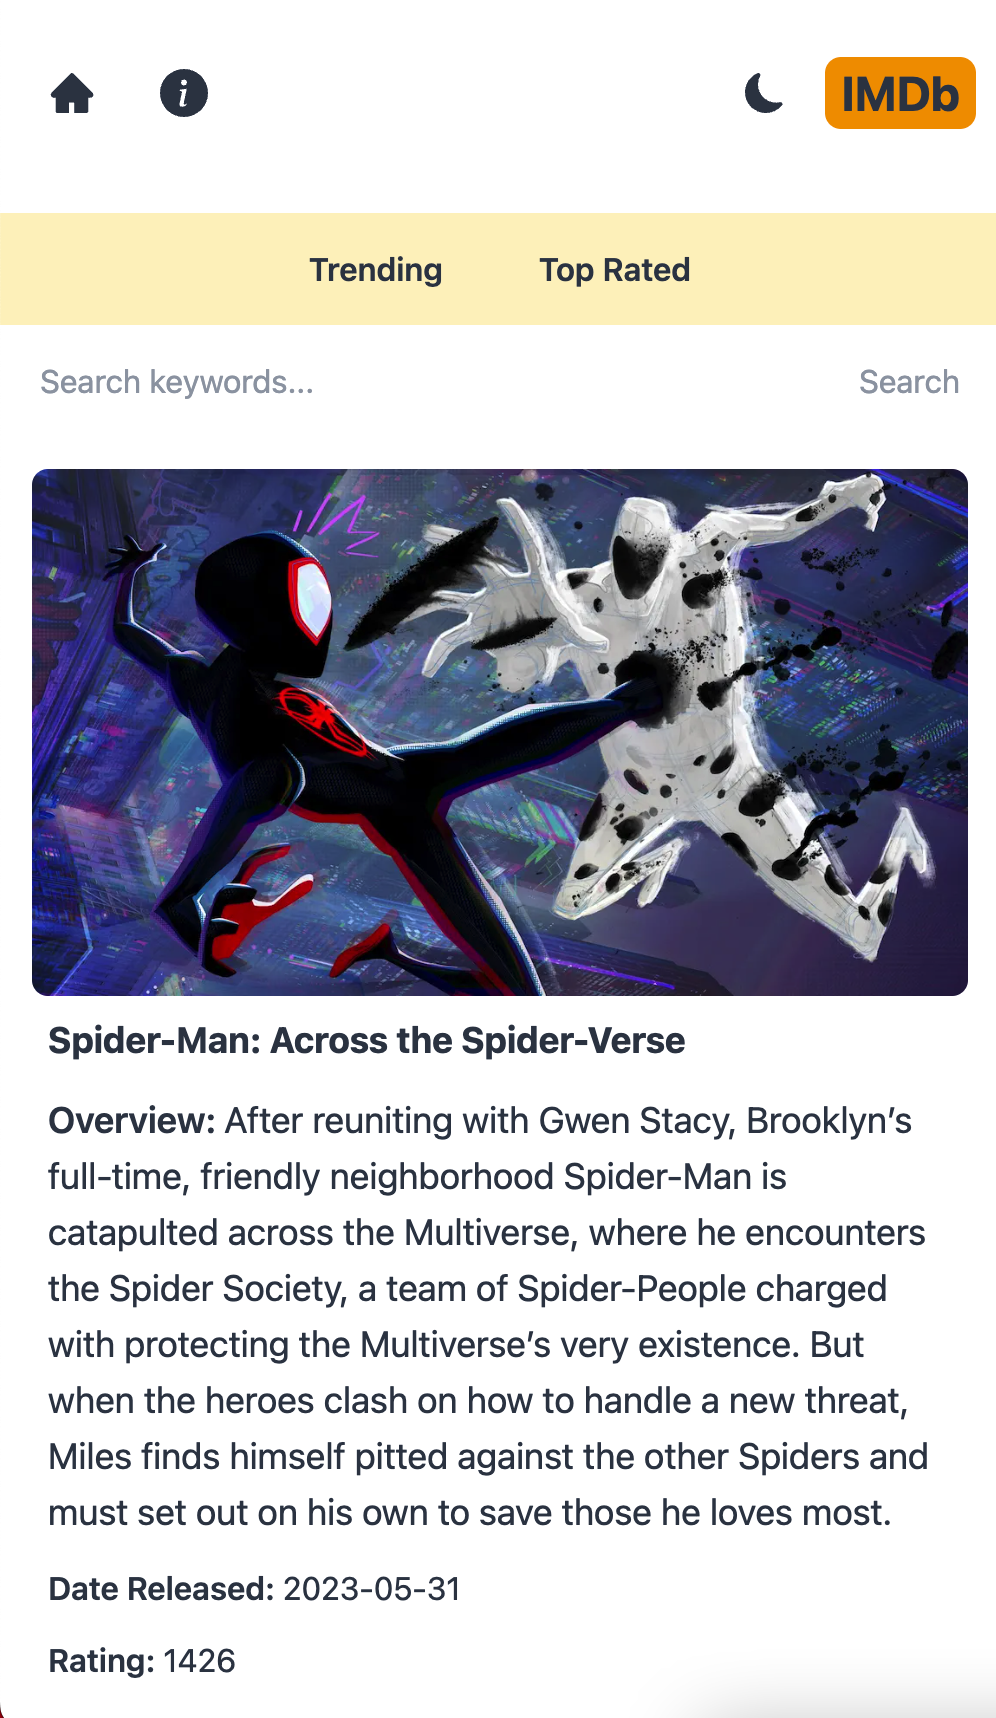 IMDb
Trending Top Rated
Search keywords... Search
Spider-Man: Across the Spider-Verse
Overview: After reuniting with Gwen Stacy, Brooklyn’s
full-time, friendly neighborhood Spider-Man is
catapulted across the Multiverse, where he encounters
the Spider Society, a team of Spider-People charged
with protecting the Multiverse’s very existence. But
when the heroes clash on how to handle a new threat,
Miles finds himself pitted against the other Spiders and
must set out on his own to save those he loves most.
Date Released: 2023-05-31
Rating: 1426